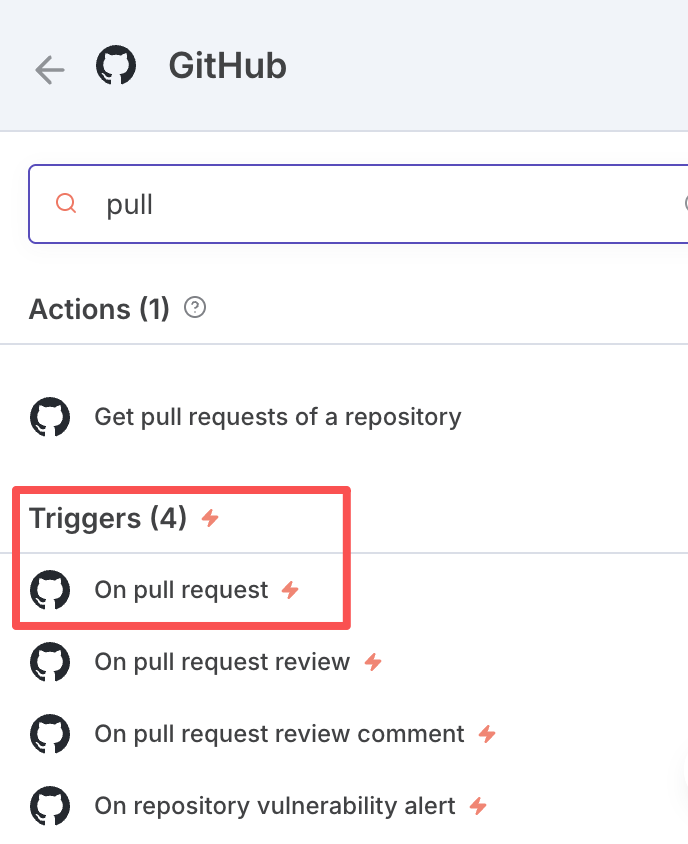 GitHub
pull
Actions (1)
Get pull requests of a repository
Triggers (4)
On pull request
On pull request review
On pull request review comment
On repository vulnerability alert